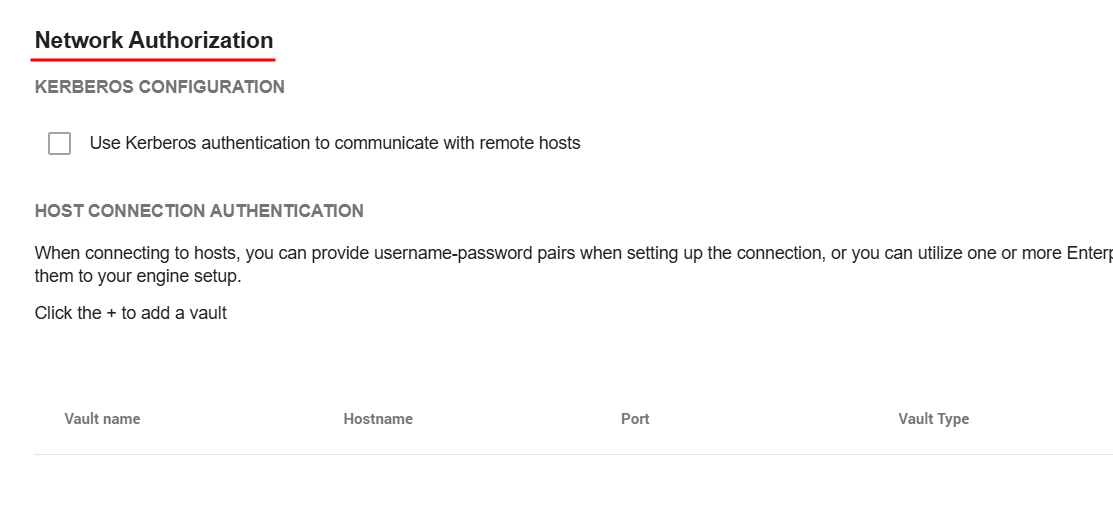 Network Authorization
KERBEROS CONFIGURATION
Use Kerberos authentication to communicate with remote hosts
HOST CONNECTION AUTHENTICATION
When connecting to hosts, you can provide username-password pairs when setting up the connection, or you can utilize one or more
them to your engine setup.
Click the + to add a vault
Vault name Hostname Port Vault Type